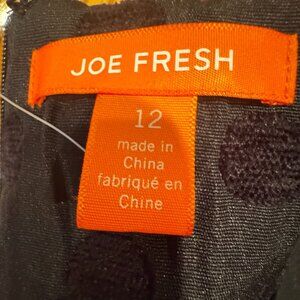 JOE FRESH
12
made in
China
fabriqué en
Chine